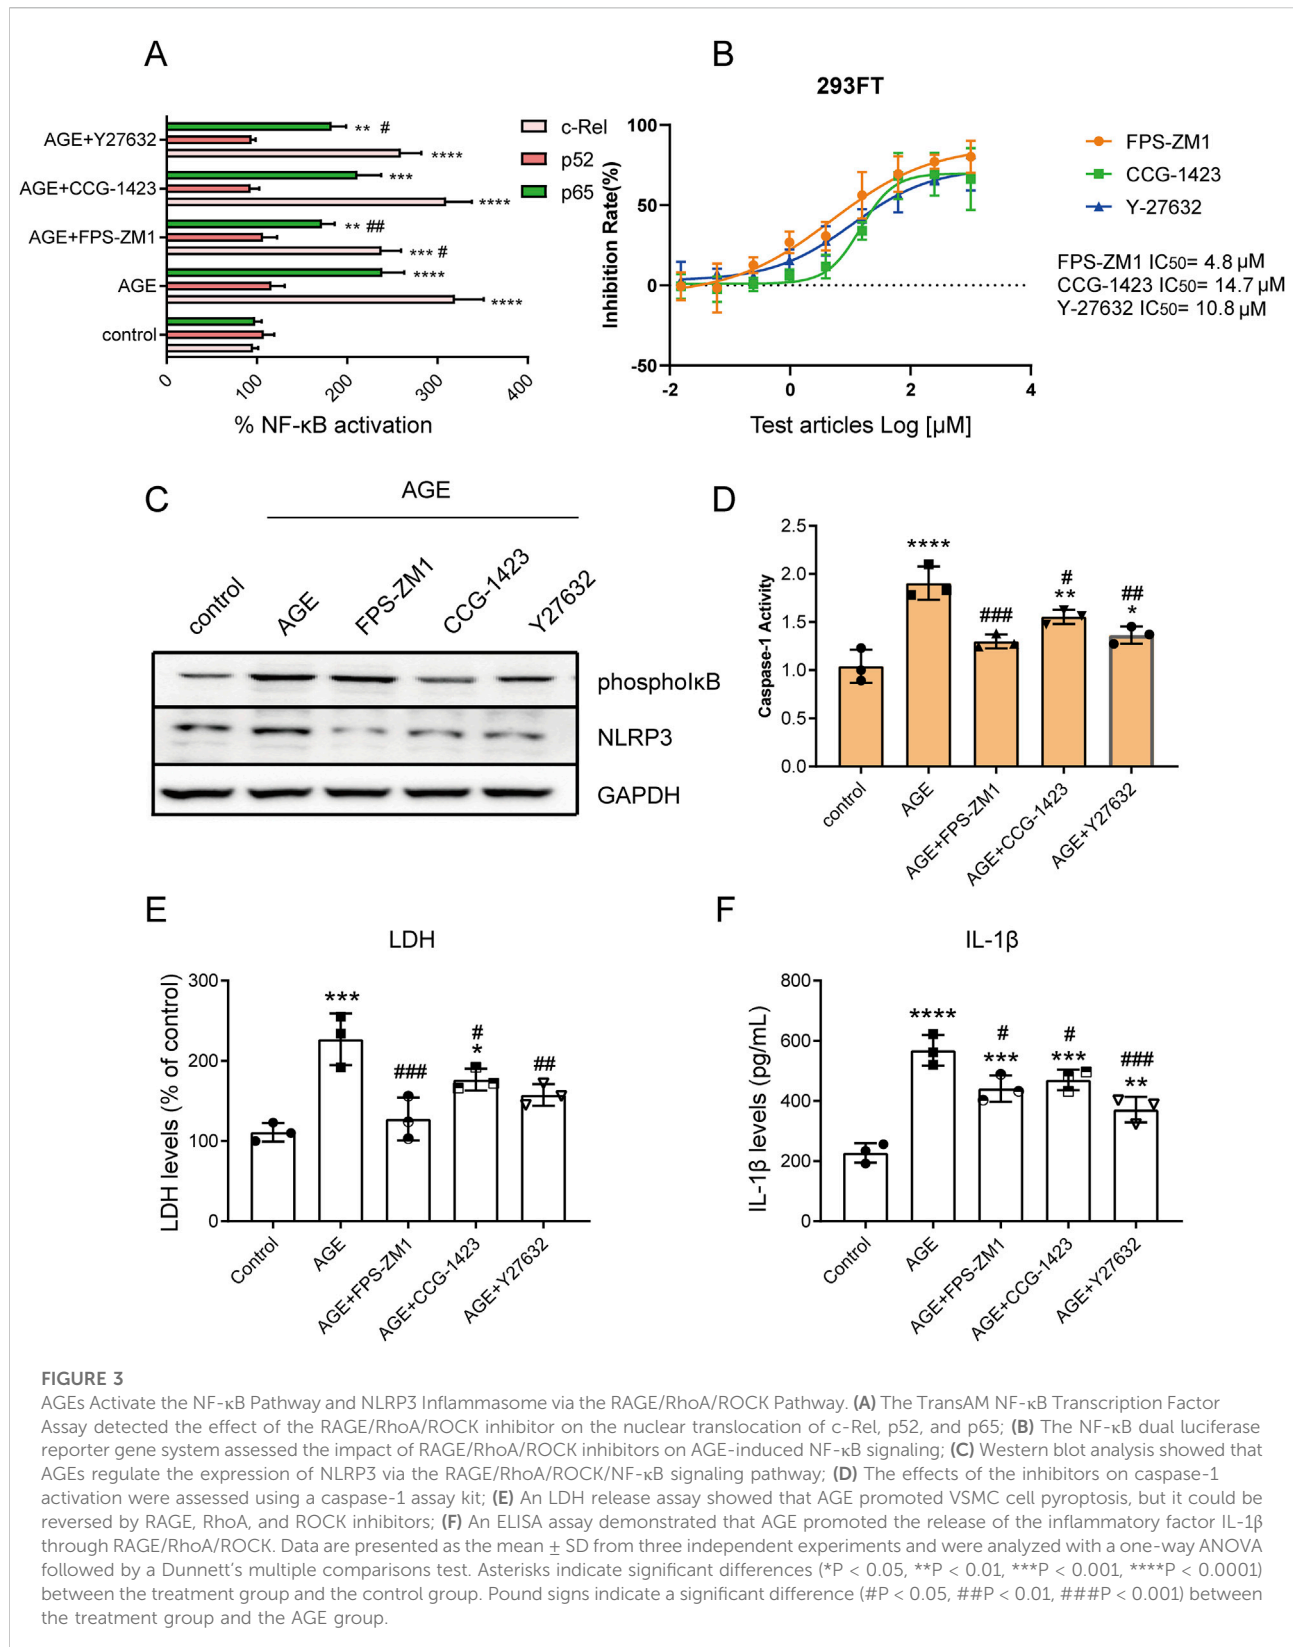 A
AGE+Y27632
AGE+CCG-1423
AGE+FPS-ZM1
AGE
control
** #
****
***
****
** ##
*** #
****
****
0
100
200
300
400
% NF-κB activation
c-Rel
p52
p65
B
293FT
Inhibition Rate(%)
100
50
0
-50
-2
0
2
4
Test articles Log [µM]
FPS-ZM1
CCG-1423
Y-27632
FPS-ZM1 IC50= 4.8 µM
CCG-1423 IC50= 14.7 µM
Y-27632 IC50= 10.8 µM
C
AGE
control
AGE
FPS-ZM1
CCG-1423
Y27632
phosphoIκB
NLRP3
GAPDH
D
Caspase-1 Activity
2.5
2.0
1.5
1.0
0.5
0.0
****
###
#
**
##
*
control
AGE
AGE+FPS-ZM1
AGE+CCG-1423
AGE+Y27632
E
LDH
LDH levels (% of control)
300
200
100
0
***
###
#
*
##
Control
AGE
AGE+FPS-ZM1
AGE+CCG-1423
AGE+Y27632
F
IL-1β
IL-1β levels (pg/mL)
800
600
400
200
0
****
#
***
#
***
###
**
Control
AGE
AGE+FPS-ZM1
AGE+CCG-1423
AGE+Y27632
FIGURE 3
AGEs Activate the NF-κB Pathway and NLRP3 Inflammasome via the RAGE/RhoA/ROCK Pathway. (A) The TransAM NF-κB Transcription Factor
Assay detected the effect of the RAGE/RhoA/ROCK inhibitor on the nuclear translocation of c-Rel, p52, and p65; (B) The NF-κB dual luciferase
reporter gene system assessed the impact of RAGE/RhoA/ROCK inhibitors on AGE-induced NF-κB signaling; (C) Western blot analysis showed that
AGEs regulate the expression of NLRP3 via the RAGE/RhoA/ROCK/NF-κB signaling pathway; (D) The effects of the inhibitors on caspase-1
activation were assessed using a caspase-1 assay kit; (E) An LDH release assay showed that AGE promoted VSMC cell pyroptosis, but it could be
reversed by RAGE, RhoA, and ROCK inhibitors; (F) An ELISA assay demonstrated that AGE promoted the release of the inflammatory factor IL-1β
through RAGE/RhoA/ROCK. Data are presented as the mean ± SD from three independent experiments and were analyzed with a one-way ANOVA
followed by a Dunnett's multiple comparisons test. Asterisks indicate significant differences (*P < 0.05, **P < 0.01, ***P < 0.001, ****P < 0.0001)
between the treatment group and the control group. Pound signs indicate a significant difference (#P < 0.05, ##P < 0.01, ###P < 0.001) between
the treatment group and the AGE group.